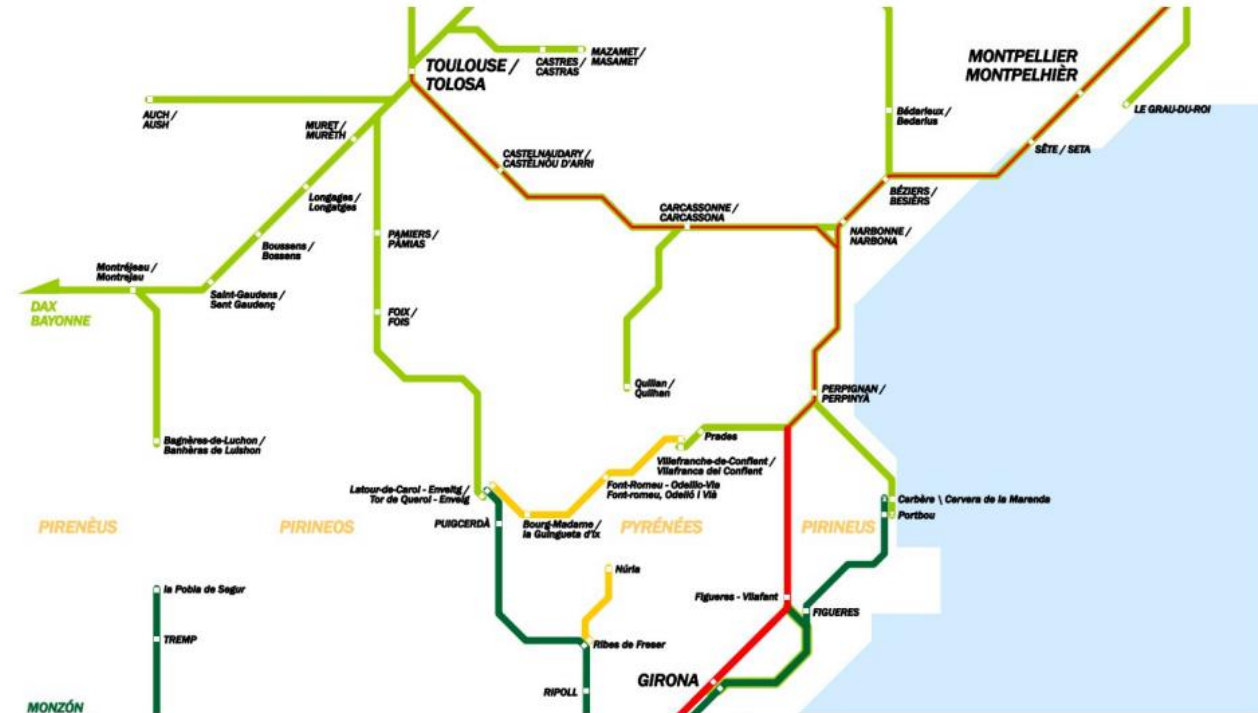 MAZAMET /
MASAMET
CASTRES /
CASTRAS
TOULOUSE /
TOLOSA
MONTPELLIER
MONTPELHIÈR
AUCH /
AUSH
MURET /
MURÈTH
Bédarieux /
Bedarius
LE GRAU-DU-ROI
SÈTE / SETA
CASTELNAUDARY /
CASTÈLNÒU D'ARRI
Longages /
Longatges
BÉZIERS /
BESIÈRS
CARCASSONNE /
CARCASSONA
NARBONNE /
NARBONA
PAMIERS /
PÀMIAS
Boussens /
Bossens
Montréjeau /
Montrejau
Saint-Gaudens /
Sent Gaudenç
DAX
BAYONNE
FOIX /
FOIS
Quillan /
Quilhan
PERPIGNAN /
PERPINYÀ
Bagnères-de-Luchon /
Banhèras de Luishon
Prades
Villefranche-de-Conflent /
Vilafranca del Conflent
Latour-de-Carol - Enveitg /
Tor de Querol - Enveig
Font-Romeu - Odeillo-Via
Font-romeu, Odelló i Vià
Cerbère \ Cervera de la Marenda
Portbou
PUIGCERDÀ
Bourg-Madame /
la Guingueta d'Ix
PIRENÈUS
PIRINEOS
PYRÉNÉES
PIRINEUS
Núria
la Pobla de Segur
Figueres - Vilafant
FIGUERES
TREMP
Ribes de Freser
GIRONA
RIPOLL
MONZÓN